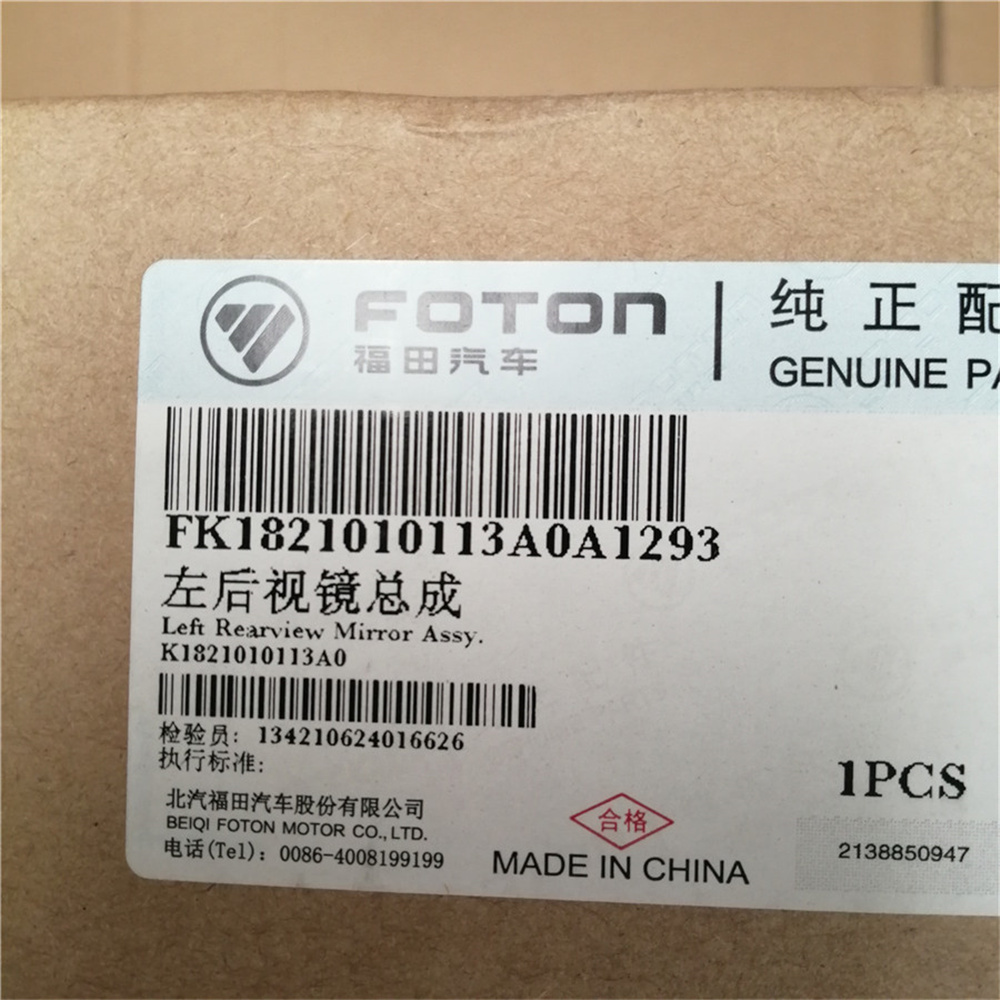 FOTON
福田汽车
纯正配
GENUINE PA
FK1821010113A0A1293
左后视镜总成
Left Rearview Mirror Assy.
K1821010113A0
检验员: 134210624016626
执行标准:
1PCS
北汽福田汽车股份有限公司
BEIQI FOTON MOTOR CO.,LTD.
电话(Tel): 0086-4008199199
合格
MADE IN CHINA
2138850947